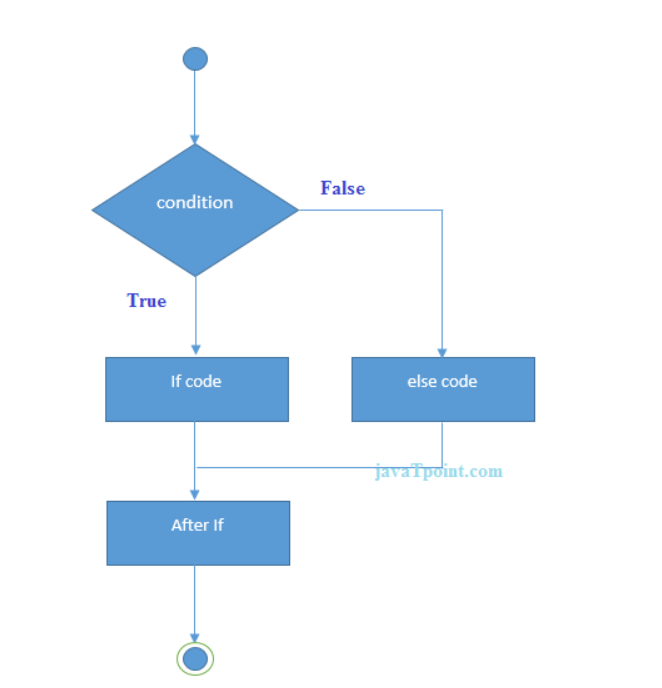 False
condition
True
If code
else code
javaTpoint.com
After If